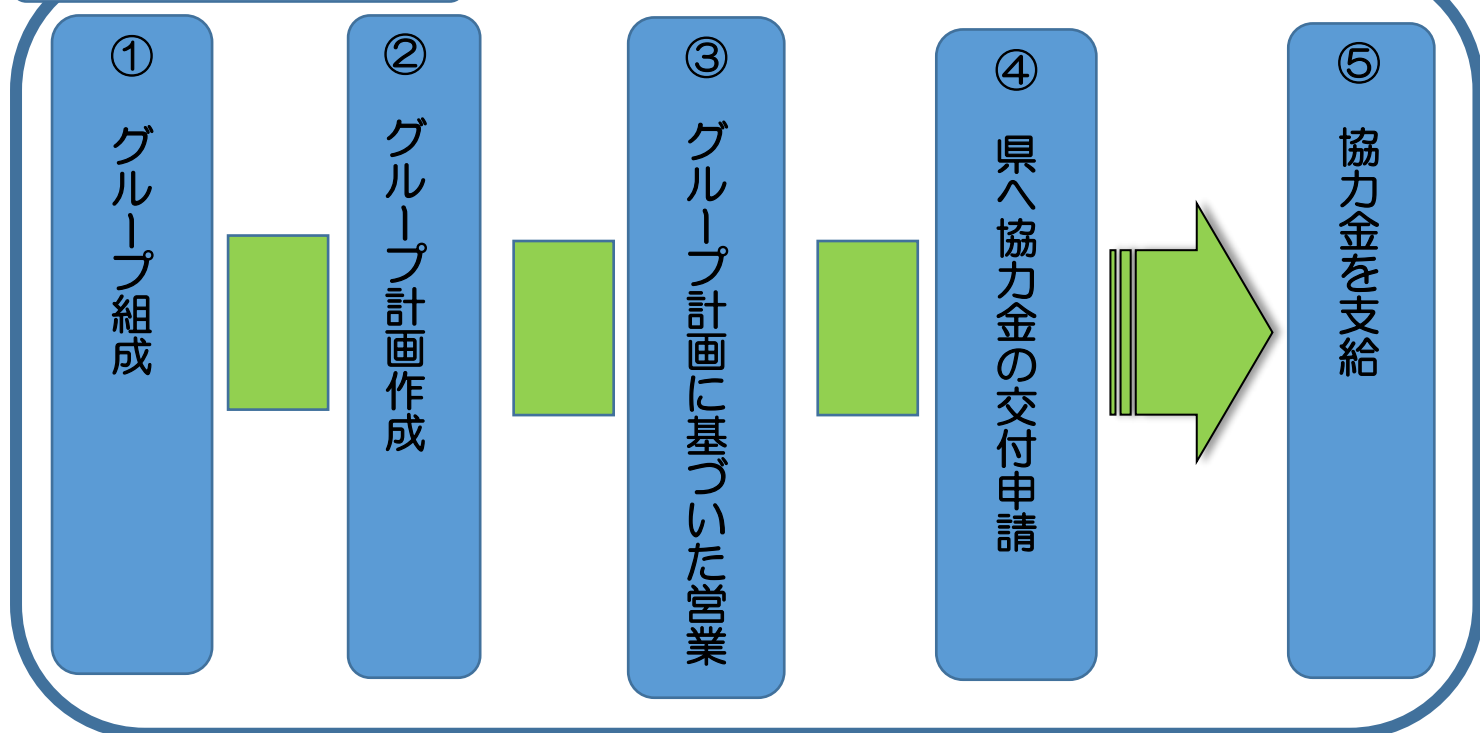 ① グループ組成
② グループ計画作成
③ グループ計画に基づいた営業
④ 県へ協力金の交付申請
⑤ 協力金を支給